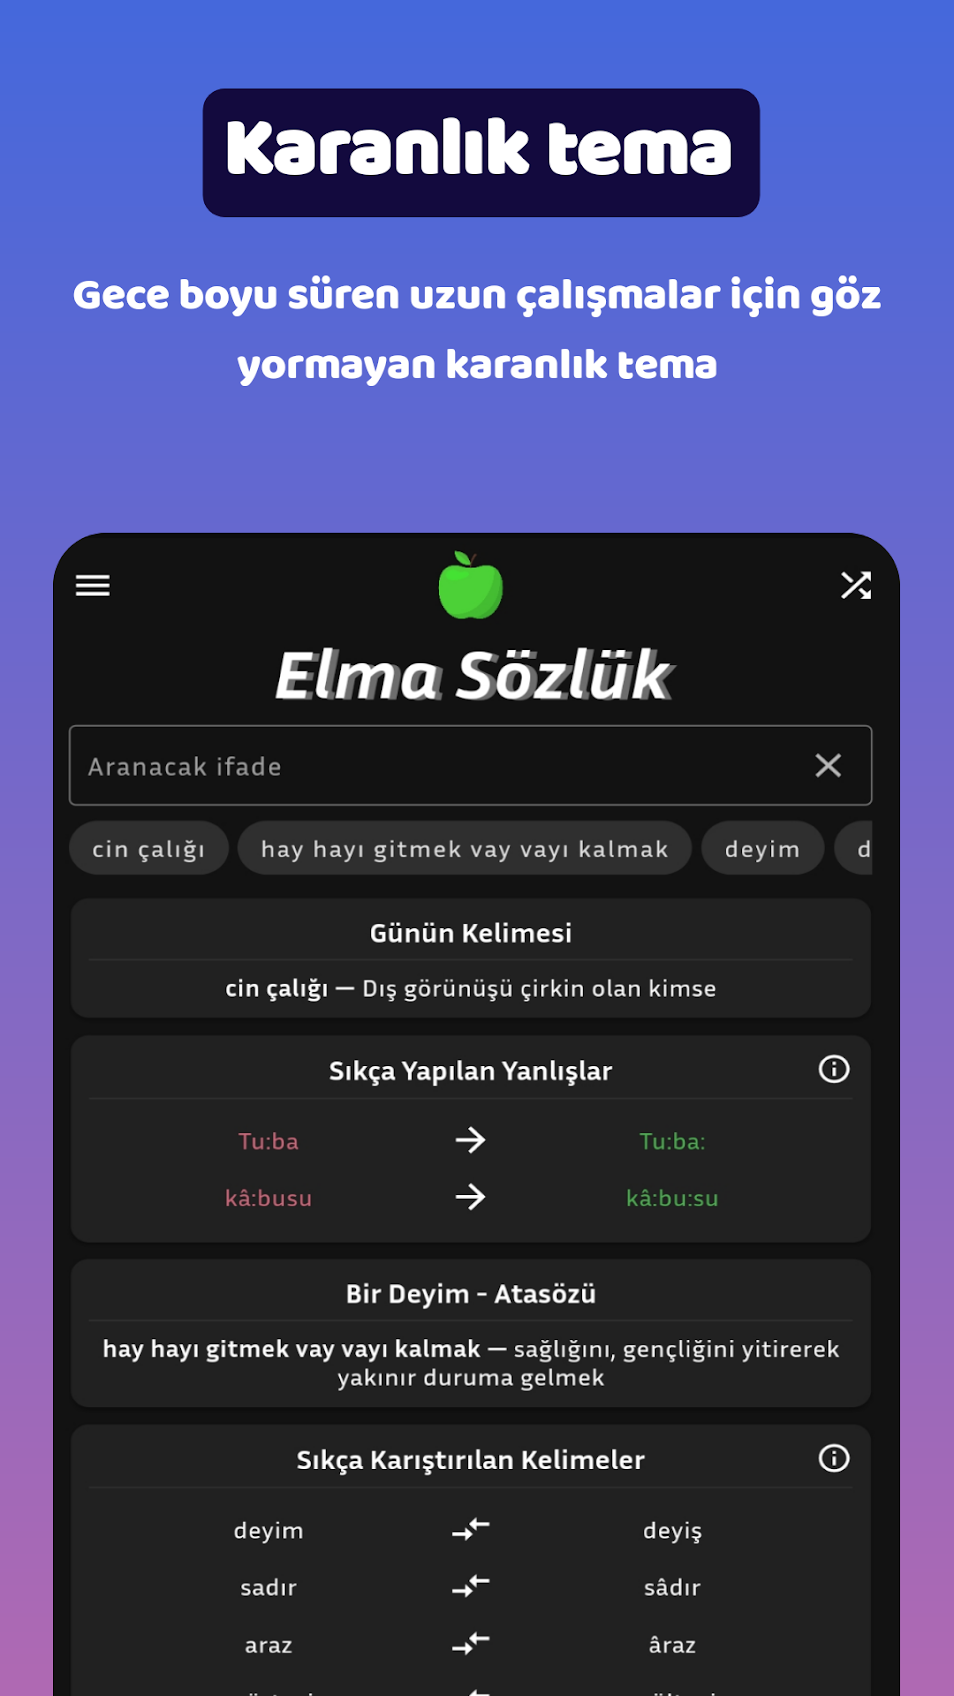 Karanlık tema
Gece boyu süren uzun çalışmalar için göz
yormayan karanlık tema
Elma Sözlük
Aranacak ifade
cin çalığı
hay hayı gitmek vay vayı kalmak
deyim
d
Günün Kelimesi
cin çalığı — Dış görünüşü çirkin olan kimse
Sıkça Yapılan Yanlışlar
Tu:ba → Tu:ba:
kâ:busu → kâ:bu:su
Bir Deyim - Atasözü
hay hayı gitmek vay vayı kalmak — sağlığını, gençliğini yitirerek
yakınır duruma gelmek
Sıkça Karıştırılan Kelimeler
deyim deyiş
sadır sâdır
araz âraz